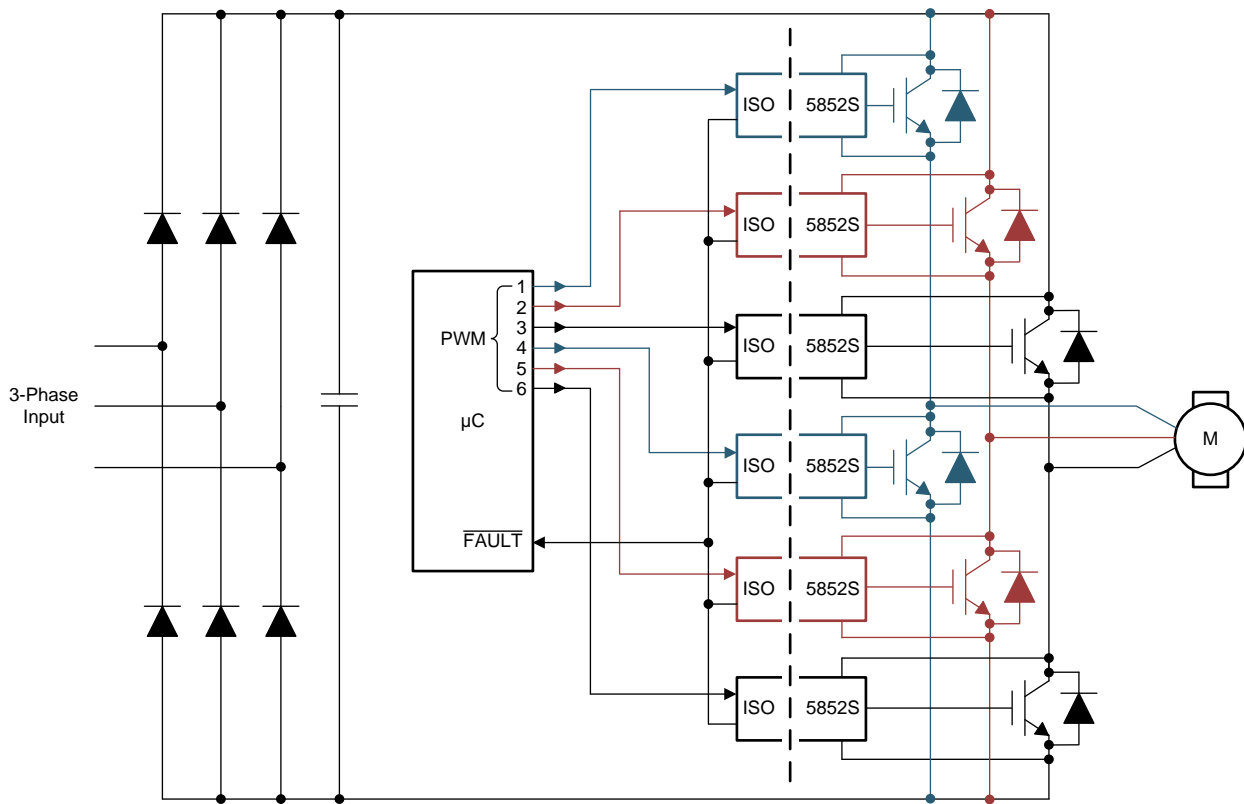 3-Phase
Input
PWM
1
2
3
4
5
6
µC
FAULT
ISO 5852S
ISO 5852S
ISO 5852S
ISO 5852S
ISO 5852S
ISO 5852S
M